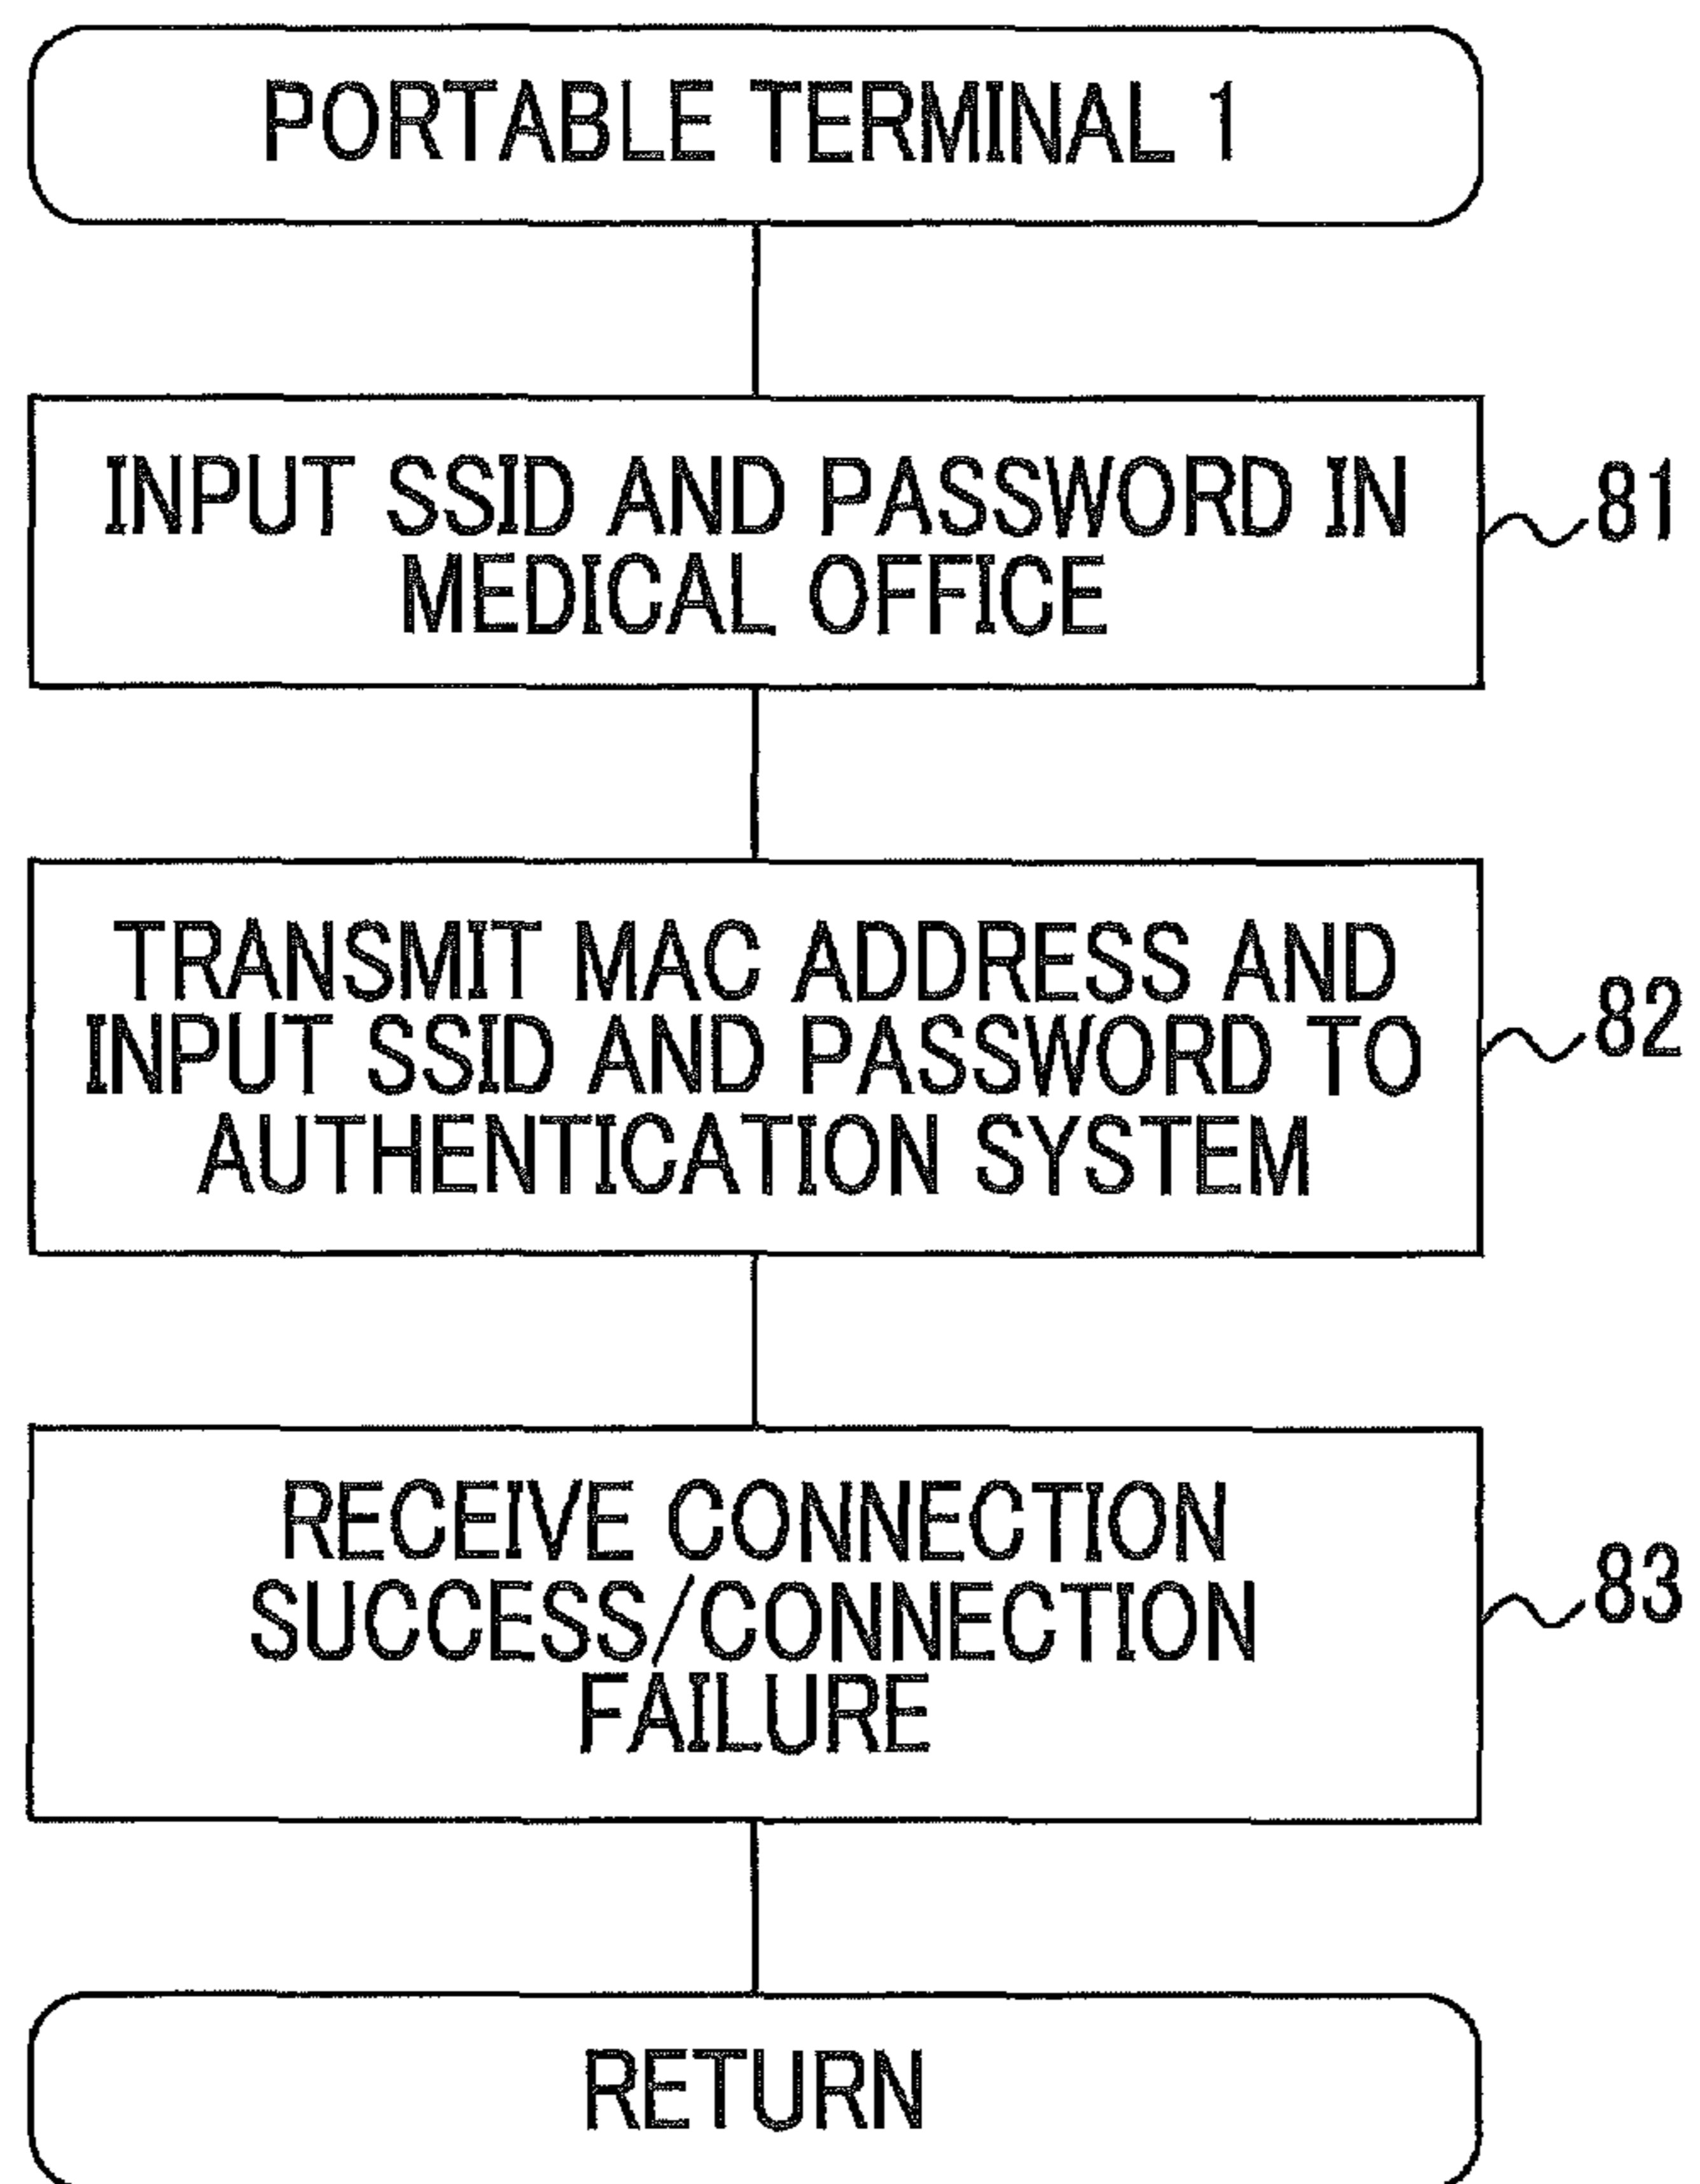 PORTABLE TERMINAL 1
INPUT SSID AND PASSWORD IN
MEDICAL OFFICE
81
TRANSMIT MAC ADDRESS AND
INPUT SSID AND PASSWORD TO
AUTHENTICATION SYSTEM
82
RECEIVE CONNECTION
SUCCESS/CONNECTION
FAILURE
83
RETURN